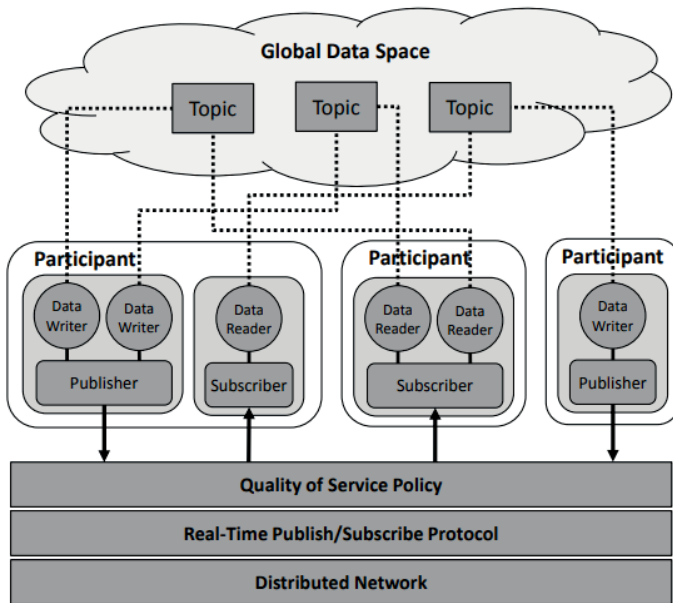 Global Data Space
Topic
Topic
Topic
Participant
Data
Writer
Data
Writer
Publisher
Data
Reader
Subscriber
Participant
Data
Reader
Data
Reader
Subscriber
Participant
Data
Writer
Publisher
Quality of Service Policy
Real-Time Publish/Subscribe Protocol
Distributed Network